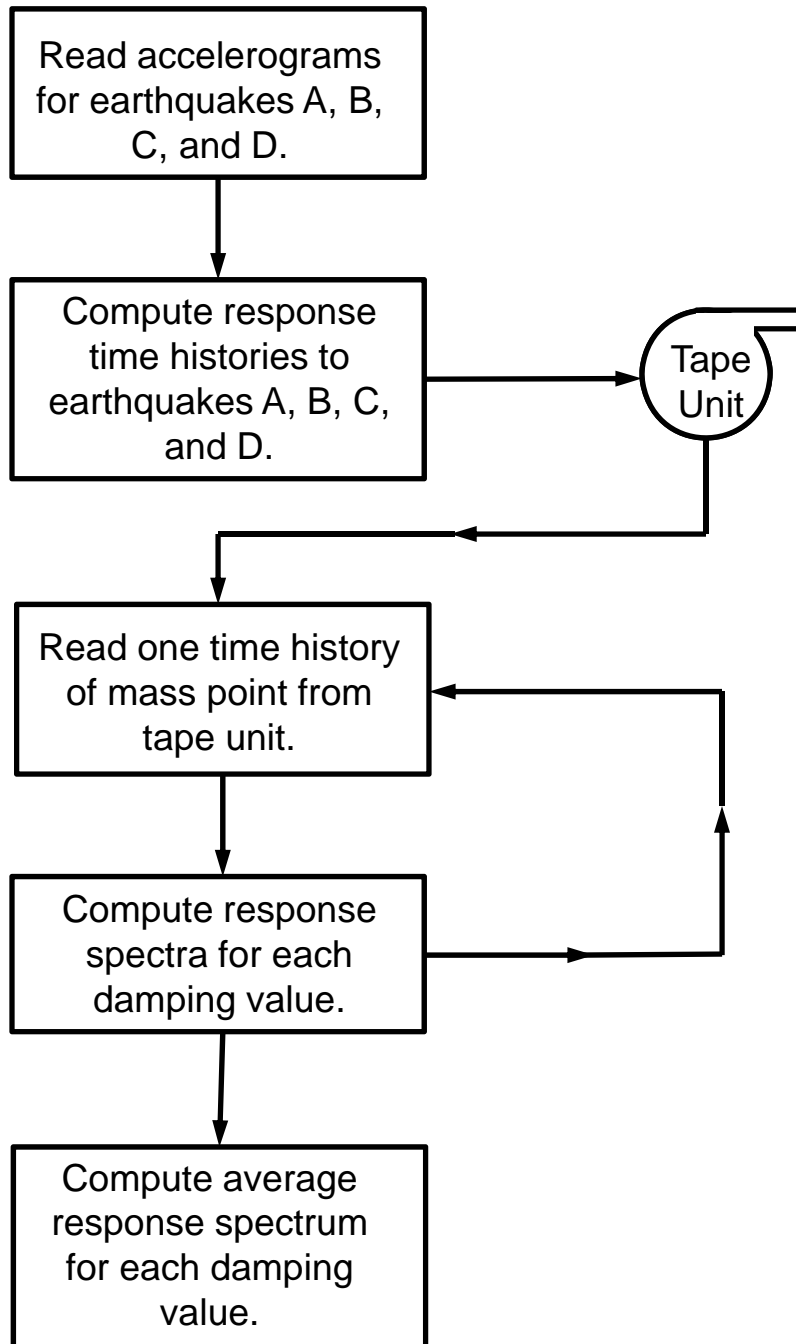 Read accelerograms
for earthquakes A, B,
C, and D.
Compute response
time histories to
earthquakes A, B, C,
and D.
Tape
Unit
Read one time history
of mass point from
tape unit.
Compute response
spectra for each
damping value.
Compute average
response spectrum
for each damping
value.